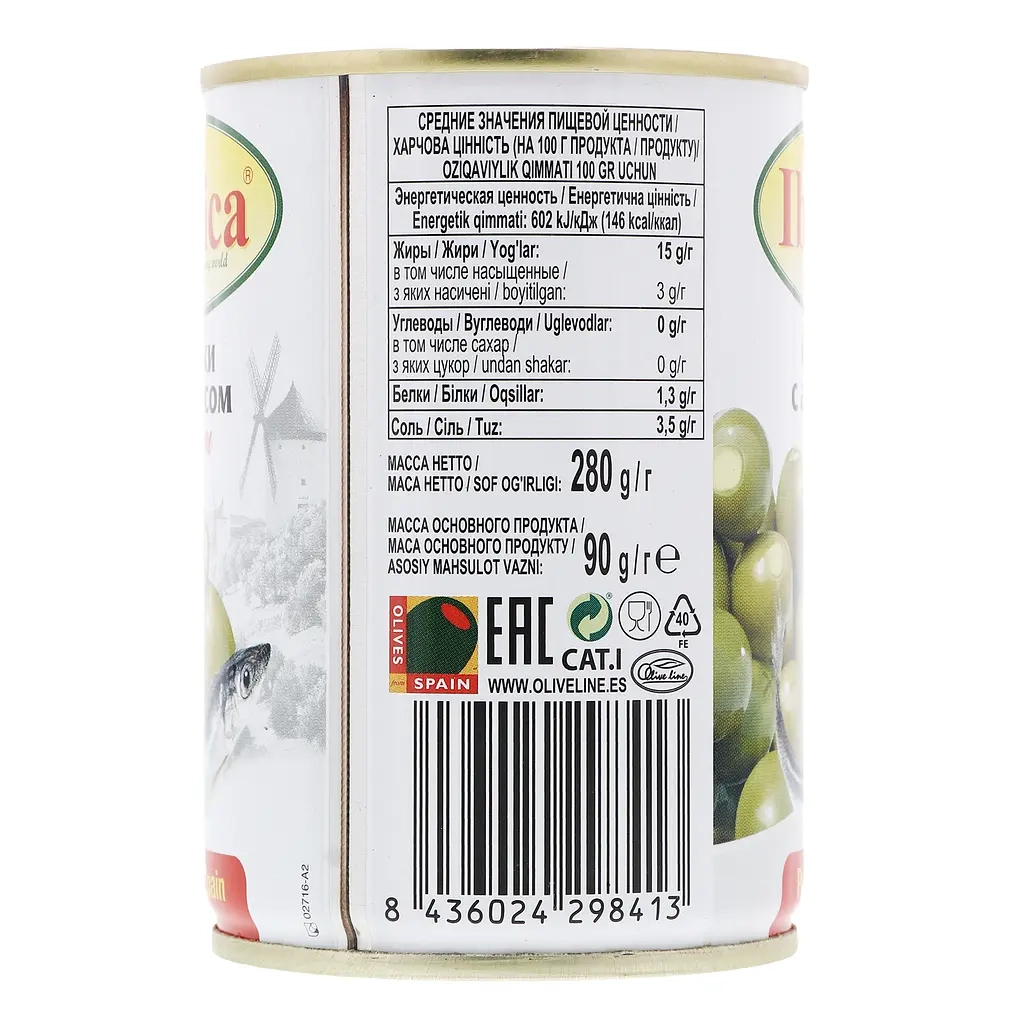 СРЕДНИЕ ЗНАЧЕНИЯ ПИЩЕВОЙ ЦЕННОСТИ /
ХАРЧОВА ЦІННІСТЬ (НА 100 Г ПРОДУКТА / ПРОДУКТУ)/
OZIQAVIYLIK QIMMATI 100 GR UCHUN
Энергетическая ценность / Енергетична цінність /
Energetik qimmati: 602 kJ/кДж (146 kcal/ккал)
Жиры / Жири / Yog'lar: 15 g/г
в том числе насыщенные /
з яких насичені / boyitilgan: 3 g/г
Углеводы / Вуглеводи / Uglevodlar: 0 g/г
в том числе сахар /
з яких цукор / undan shakar: 0 g/г
Белки / Білки / Oqsillar: 1,3 g/г
Соль / Сіль / Tuz: 3,5 g/г
МАССА НЕТТО /
МАСА НЕТТО / SOF OG'IRLIGI: 280 g/г
МАССА ОСНОВНОГО ПРОДУКТА /
МАСА ОСНОВНОГО ПРОДУКТУ /
ASOSIY MAHSULOT VAZNI: 90 g/г e
OLIVES
from
SPAIN
EAC
CAT.I
40
FE
WWW.OLIVELINE.ES
Olive line
8 436024 298413
02716-A2